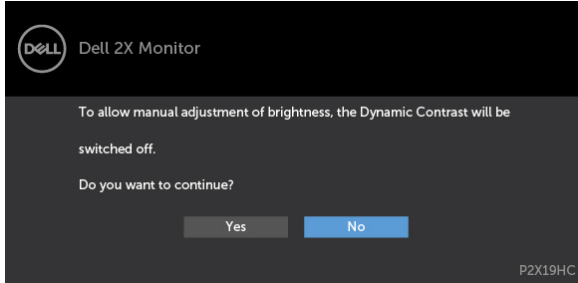 DELL
Dell 2X Monitor
To allow manual adjustment of brightness, the Dynamic Contrast will be
switched off.
Do you want to continue?
Yes
No
P2X19HC